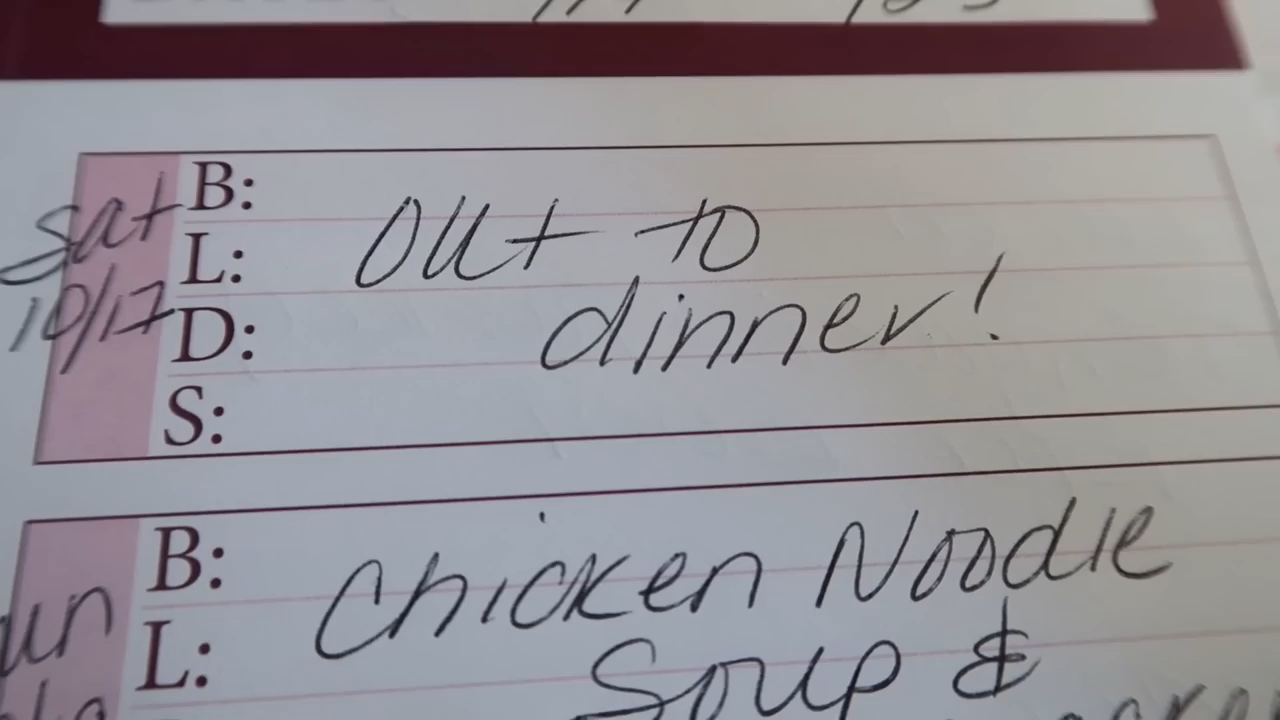 Sat
10/17
B:
L:
D:
S:
Out to
dinner!
B:
L:
Chicken Noodle
Soup &